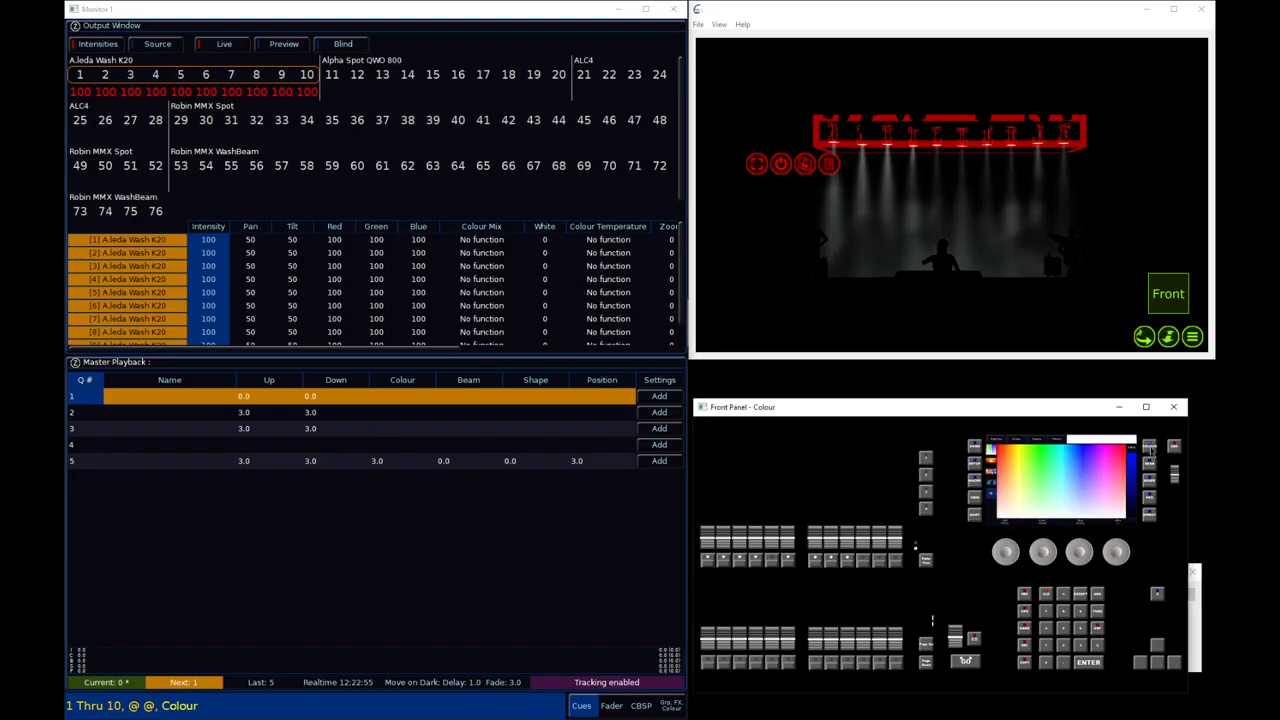 Monitor 1
Output Window
Intensities Source Live Preview Blind
A.leda Wash K20 Alpha Spot QWO 800 ALC4
1 2 3 4 5 6 7 8 9 10 11 12 13 14 15 16 17 18 19 20 21 22 23 24
100 100 100 100 100 100 100 100 100 100
ALC4 Robin MMX Spot
25 26 27 28 29 30 31 32 33 34 35 36 37 38 39 40 41 42 43 44 45 46 47 48
Robin MMX Spot Robin MMX WashBeam
49 50 51 52 53 54 55 56 57 58 59 60 61 62 63 64 65 66 67 68 69 70 71 72
Robin MMX WashBeam
73 74 75 76
Intensity Pan Tilt Red Green Blue Colour Mix White Colour Temperature Zoor
[1] A.leda Wash K20 100 50 50 100 100 100 No function 0 No function 0
[2] A.leda Wash K20 100 50 50 100 100 100 No function 0 No function 0
[3] A.leda Wash K20 100 50 50 100 100 100 No function 0 No function 0
[4] A.leda Wash K20 100 50 50 100 100 100 No function 0 No function 0
[5] A.leda Wash K20 100 50 50 100 100 100 No function 0 No function 0
[6] A.leda Wash K20 100 50 50 100 100 100 No function 0 No function 0
[7] A.leda Wash K20 100 50 50 100 100 100 No function 0 No function 0
[8] A.leda Wash K20 100 50 50 100 100 100 No function 0 No function 0
Master Playback :
Q # Name Up Down Colour Beam Shape Position Settings
1 0.0 0.0 Add
2 3.0 3.0 Add
3 3.0 3.0 Add
4 Add
5 3.0 3.0 3.0 0.0 0.0 3.0 Add
Current: 0 * Next: 1 Last: 5 Realtime 12:22:55 Move on Dark: Delay: 1.0 Fade: 3.0 Tracking enabled
1 Thru 10, @ @, Colour
Cues Fader CBSP Grp, FX, Colour
File View Help
Front
Front Panel - Colour
GO
ENTER